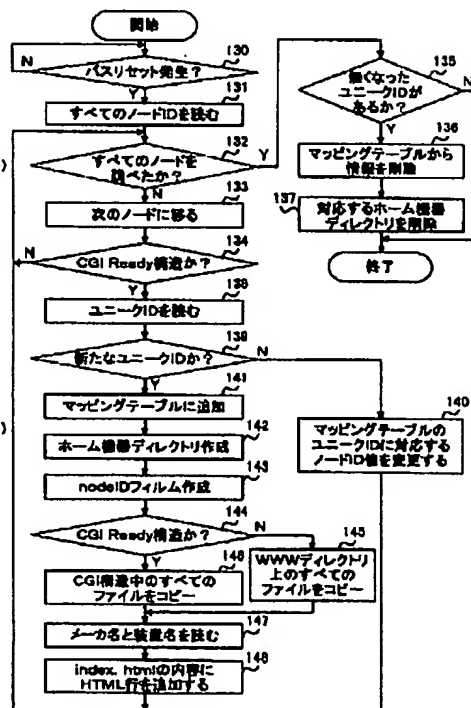 開始
130
N
バスリセット発生?
Y
131
すべてのノードIDを読む
132
すべてのノードを
調べたか?
Y
N
133
次のノードに移る
134
N
CGI Ready構造か?
Y
138
ユニークIDを読む
139
新たなユニークIDか?
N
Y
141
マッピングテーブルに追加
142
ホーム機器ディレクトリ作成
143
nodeIDフィルム作成
144
CGI Ready構造か?
N
Y
146
CGI構造中のすべての
ファイルをコピー
145
WWWディレクトリ
上のすべての
ファイルをコピー
147
メーカ名と装置名を読む
148
index, htmlの内容に
HTML行を追加する
135
無くなった
ユニークIDが
あるか?
N
Y
136
マッピングテーブルから
情報を削除
137
対応するホーム機器
ディレクトリを削除
終了
140
マッピングテーブルの
ユニークIDに対応する
ノードID値を変更する